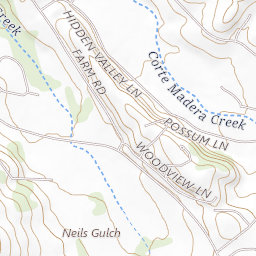 Creek
HIDDEN VALLEY LN
FARM RD
Corte Madera Creek
POSSUM LN
WOODVIEW LN
Neils Gulch